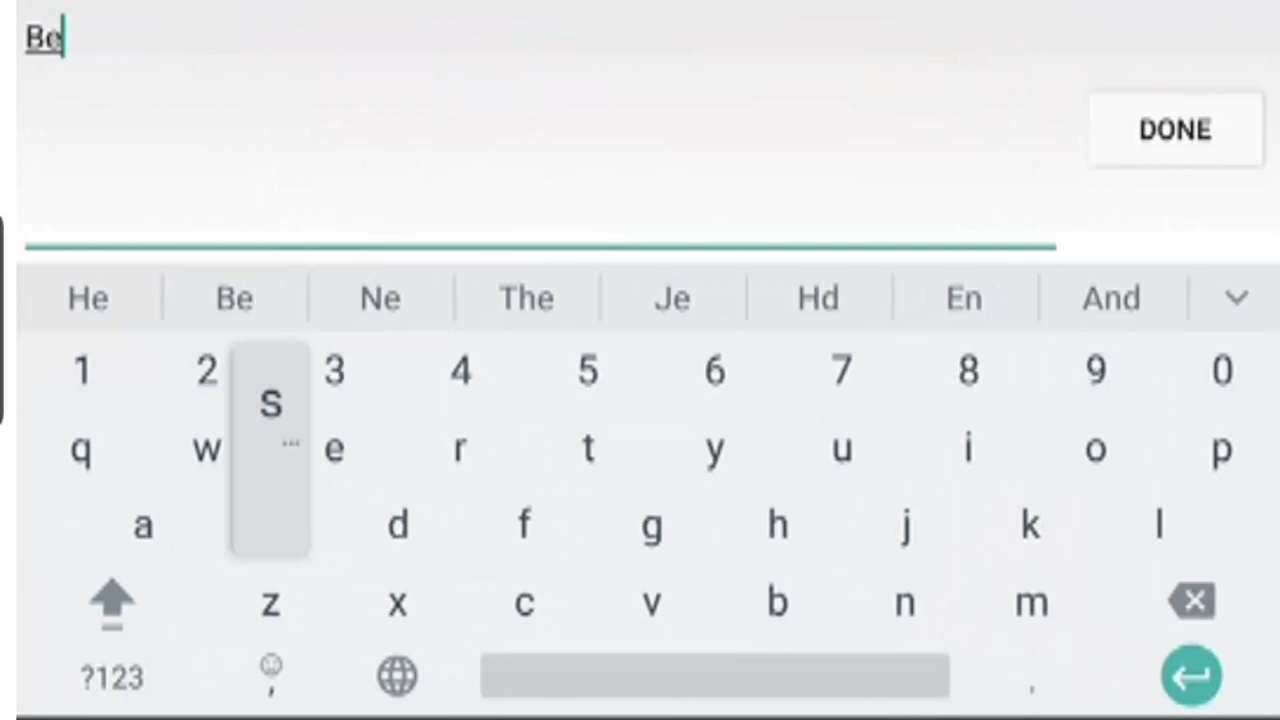 Be
DONE
He Be Ne The Je Hd En And
1 2 3 4 5 6 7 8 9 0
s
...
q w e r t y u i o p
a d f g h j k l
z x c v b n m
?123 , .